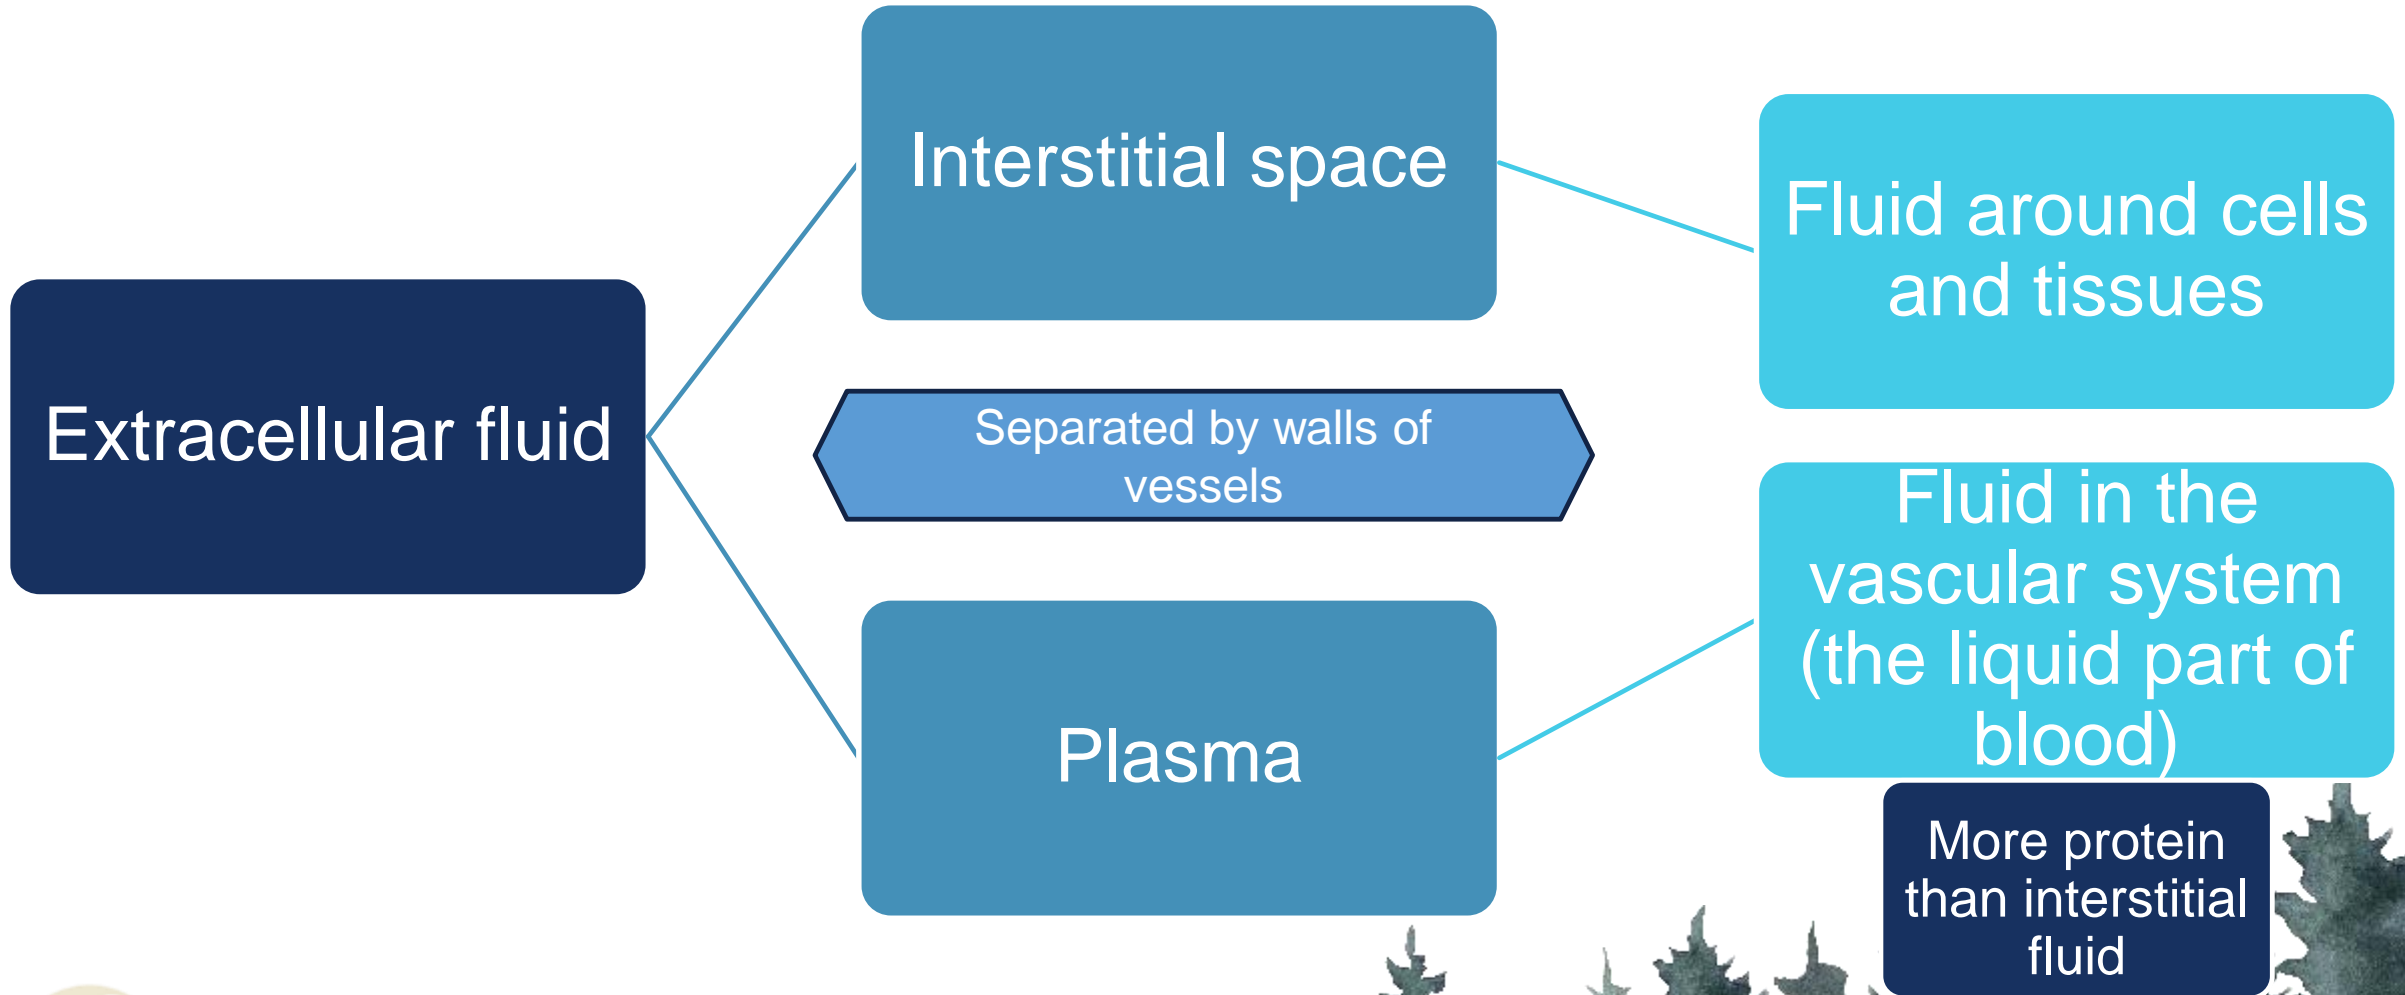 Extracellular fluid
Interstitial space
Separated by walls of
vessels
Plasma
Fluid around cells
and tissues
Fluid in the
vascular system
(the liquid part of
blood)
More protein
than interstitial
fluid